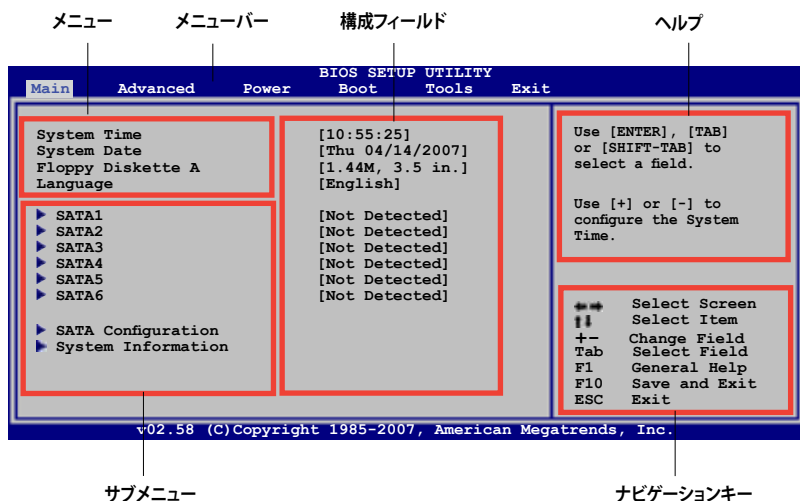 メニュー メニューバー 構成フィールド ヘルプ
BIOS SETUP UTILITY
Main Advanced Power Boot Tools Exit
System Time [10:55:25]
System Date [Thu 04/14/2007]
Floppy Diskette A [1.44M, 3.5 in.]
Language [English]
SATA1 [Not Detected]
SATA2 [Not Detected]
SATA3 [Not Detected]
SATA4 [Not Detected]
SATA5 [Not Detected]
SATA6 [Not Detected]
SATA Configuration
System Information
Use [ENTER], [TAB]
or [SHIFT-TAB] to
select a field.
Use [+] or [-] to
configure the System
Time.
←→ Select Screen
↑↓ Select Item
+- Change Field
Tab Select Field
F1 General Help
F10 Save and Exit
ESC Exit
v02.58 (C)Copyright 1985-2007, American Megatrends, Inc.
サブメニュー ナビゲーションキー